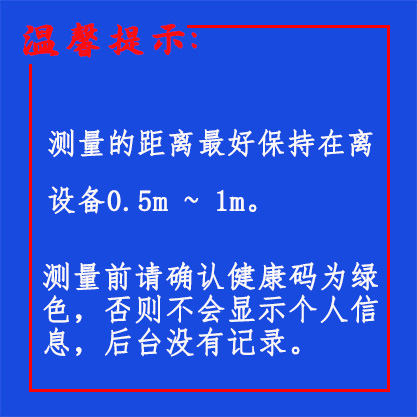 温馨提示:
测量的距离最好保持在离
设备0.5m ~ 1m。
测量前请确认健康码为绿
色，否则不会显示个人信
息，后台没有记录。